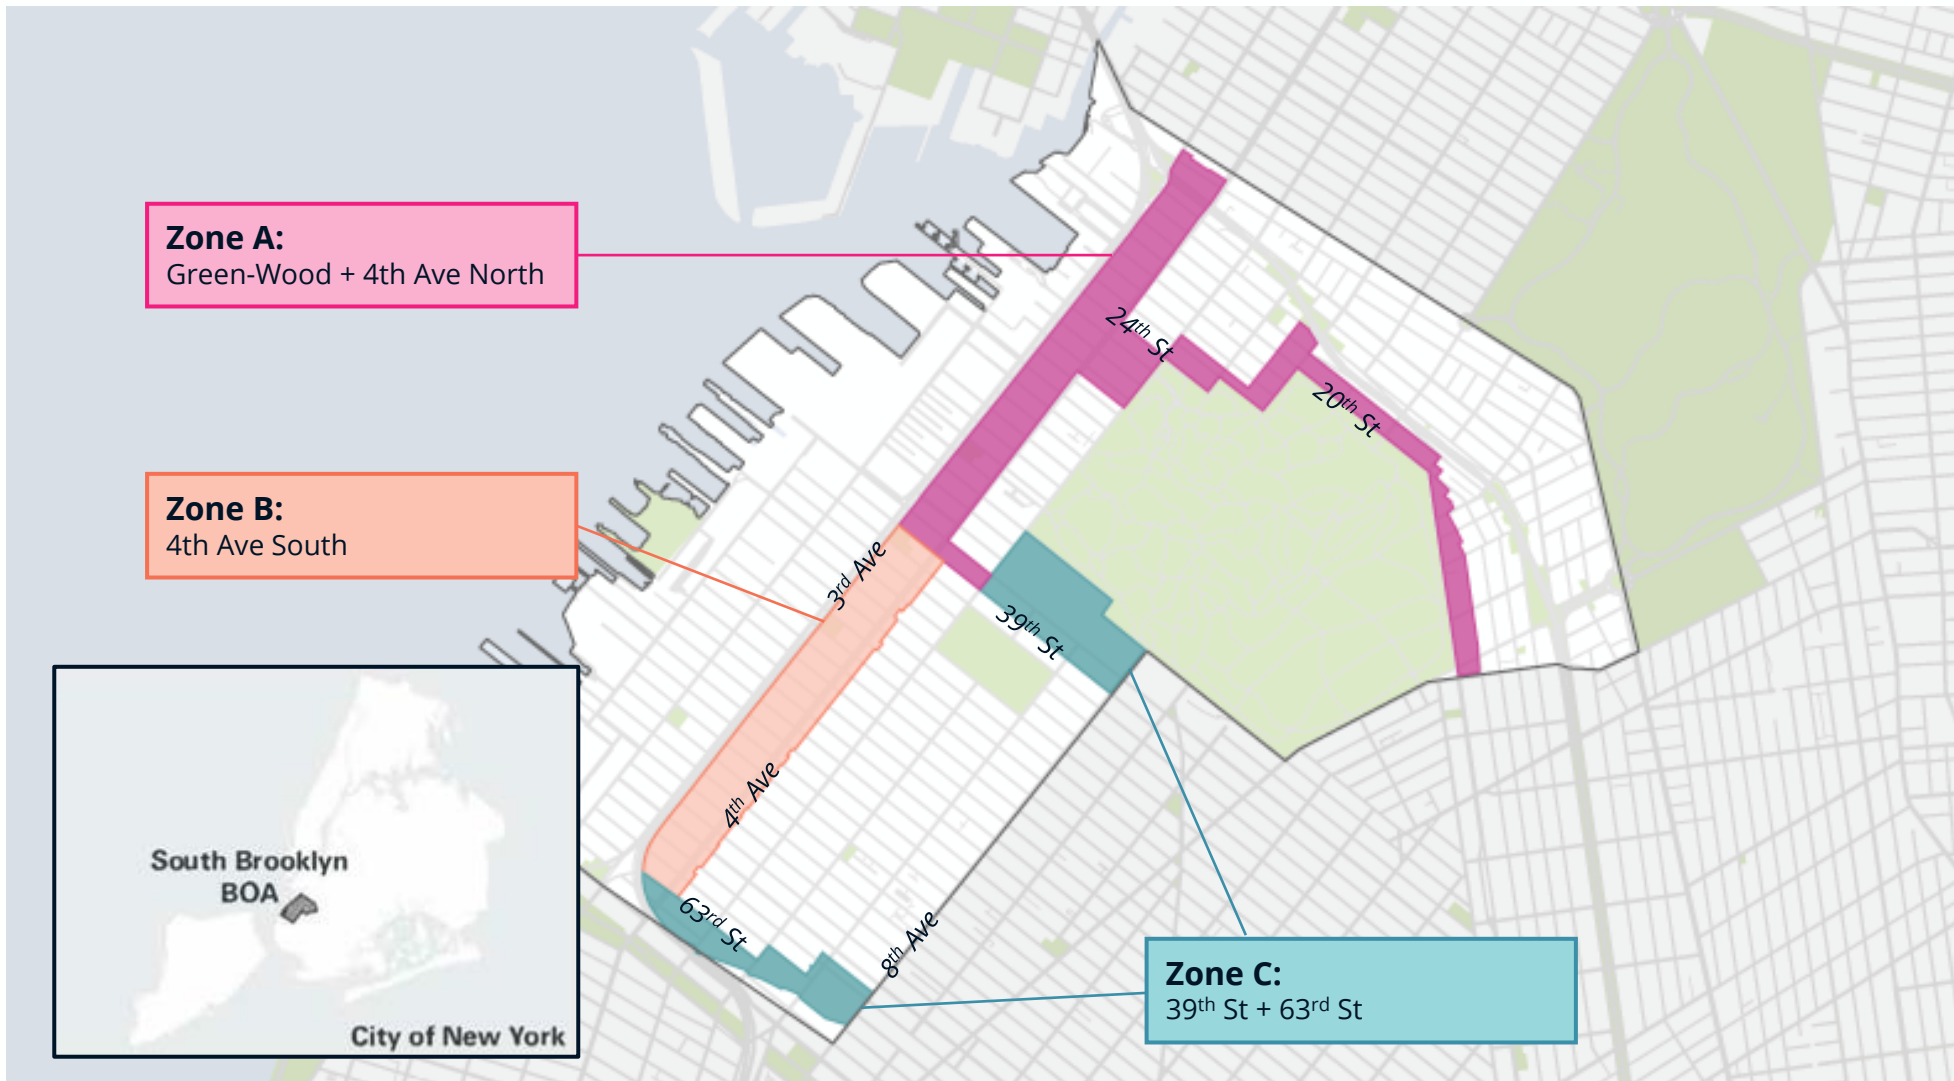 Zone A:
Green-Wood + 4th Ave North
24th St
20th St
Zone B:
4th Ave South
3rd Ave
39th St
4th Ave
63rd St
8th Ave
South Brooklyn
BOA
City of New York
Zone C:
39th St + 63rd St